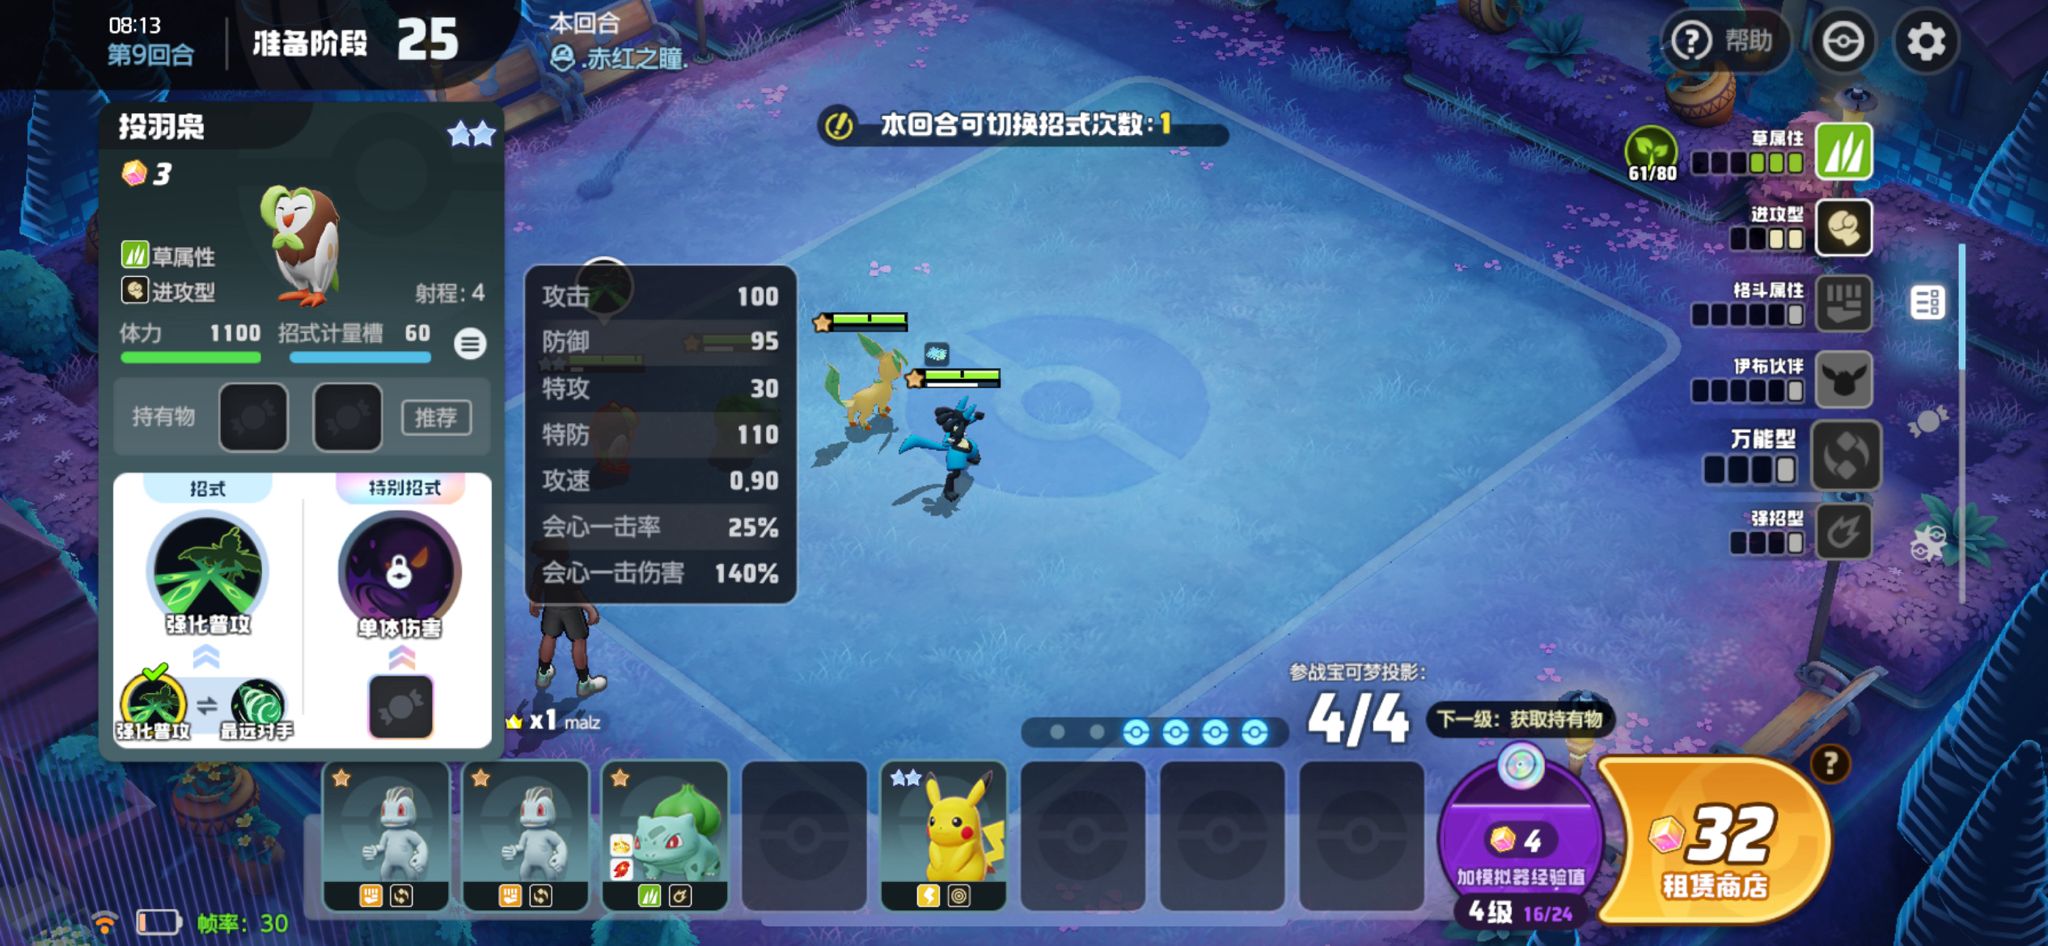 08:13
第9回合
准备阶段
25
本回合
.赤红之瞳.
帮助
本回合可切换招式次数:1
投羽枭
3
草属性
进攻型
射程: 4
体力 1100
招式计量槽 60
持有物
推荐
招式
特别招式
强化普攻
单体伤害
强化普攻
最远对手
攻击 100
防御 95
特攻 30
特防 110
攻速 0.90
会心一击率 25%
会心一击伤害 140%
草属性
61/80
进攻型
格斗属性
伊布伙伴
万能型
强招型
x1 malz
参战宝可梦投影:
4/4
下一级: 获取持有物
4
加模拟器经验值
4级 16/24
?
32
租赁商店
帧率: 30